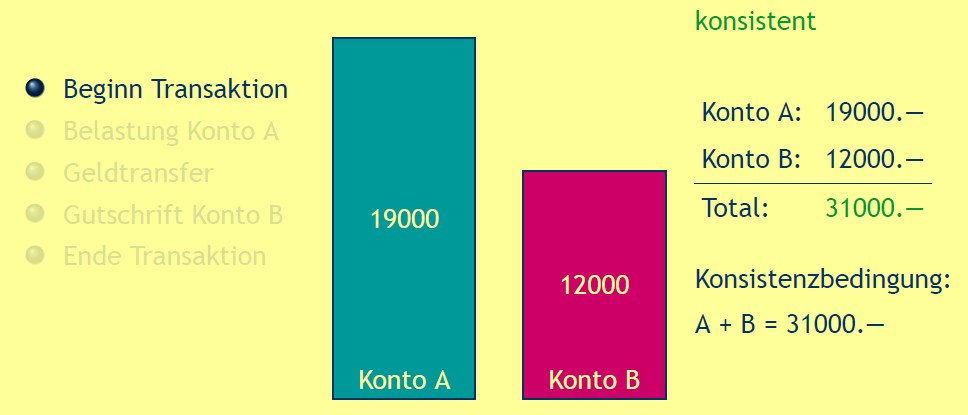 Beginn Transaktion
Belastung Konto A
Geldtransfer
Gutschrift Konto B
Ende Transaktion
19000
Konto A
12000
Konto B
konsistent
Konto A: 19000.—
Konto B: 12000.—
Total: 31000.—
Konsistenzbedingung:
A + B = 31000.—